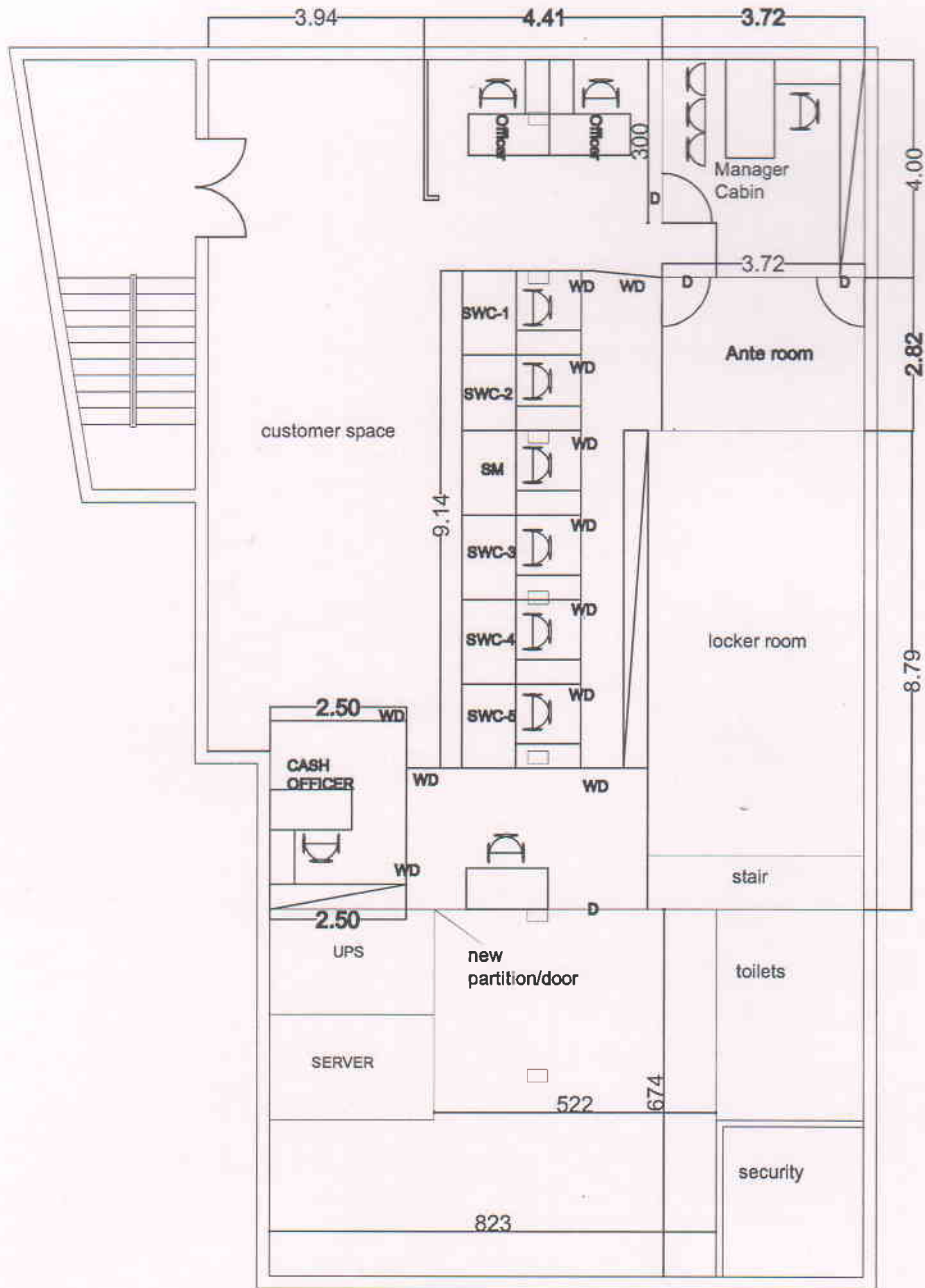 3.94
4.41
3.72
Officer
Officer
300
Manager
Cabin
4.00
D
3.72
WD
WD
D
D
SWC-1
Ante room
2.82
WD
SWC-2
customer space
WD
SM
9.14
WD
SWC-3
WD
SWC-4
locker room
8.79
WD
SWC-5
2.50
WD
CASH
OFFICER
WD
WD
WD
stair
D
2.50
UPS
new
partition/door
toilets
SERVER
674
522
security
823